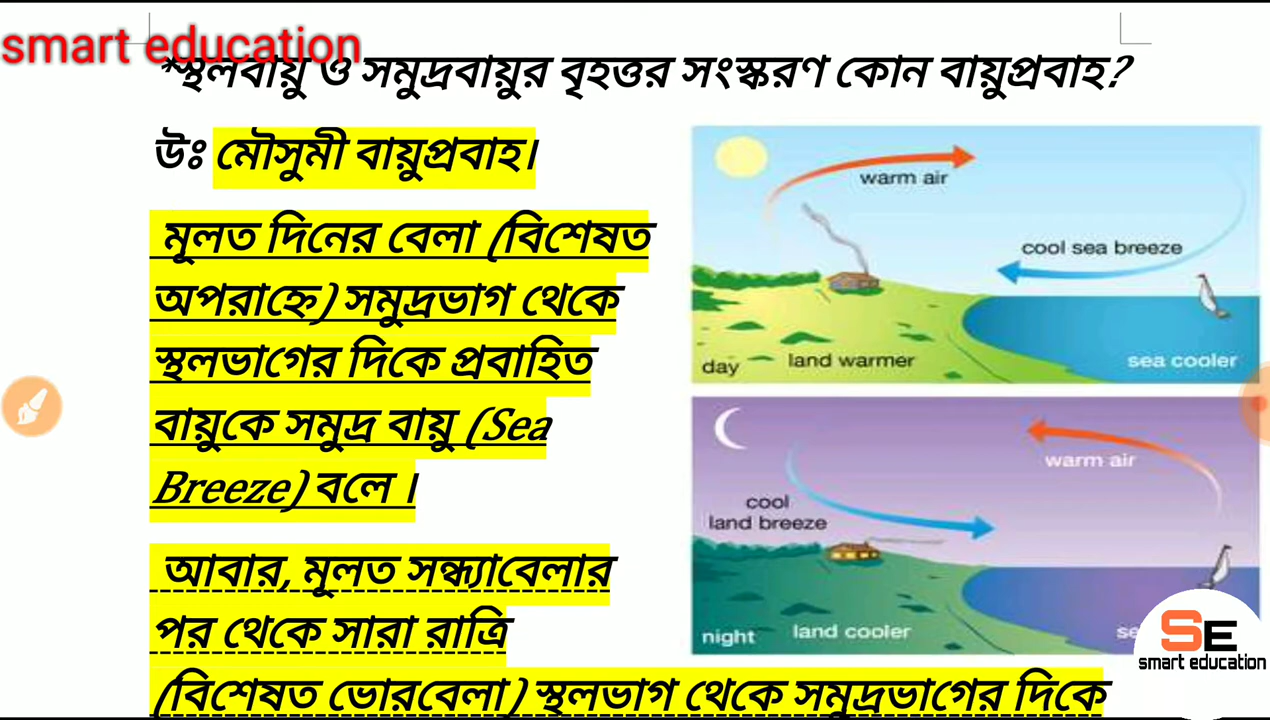 smart education
*স্থলবায়ু ও সমুদ্রবায়ুর বৃহত্তর সংস্করণ কোন বায়ুপ্রবাহ?
উঃ মৌসুমী বায়ুপ্রবাহ।
মূলত দিনের বেলা (বিশেষত
অপরাহ্নে) সমুদ্রভাগ থেকে
স্থলভাগের দিকে প্রবাহিত
বায়ুকে সমুদ্র বায়ু (Sea
Breeze) বলে ।
আবার, মূলত সন্ধ্যাবেলার
পর থেকে সারা রাত্রি
(বিশেষত ভোরবেলা) স্থলভাগ থেকে সমুদ্রভাগের দিকে
warm air
cool sea breeze
day
land warmer
sea cooler
warm air
cool
land breeze
night
land cooler
SE
smart education